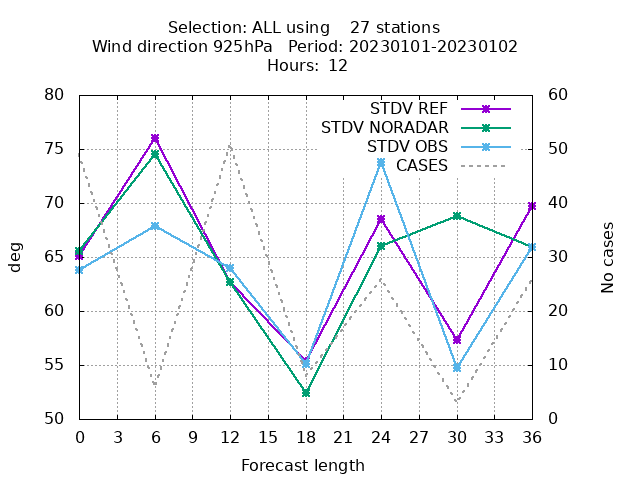 Selection: ALL using    27 stations
Wind direction 925hPa   Period: 20230101-20230102
Hours: 12
80 60
STDV REF
STDV NORADAR
75 50
STDV OBS
CASES
70 40
65 30
deg
No cases
60 20
55 10
50 0
0 3 6 9 12 15 18 21 24 27 30 33 36
Forecast length